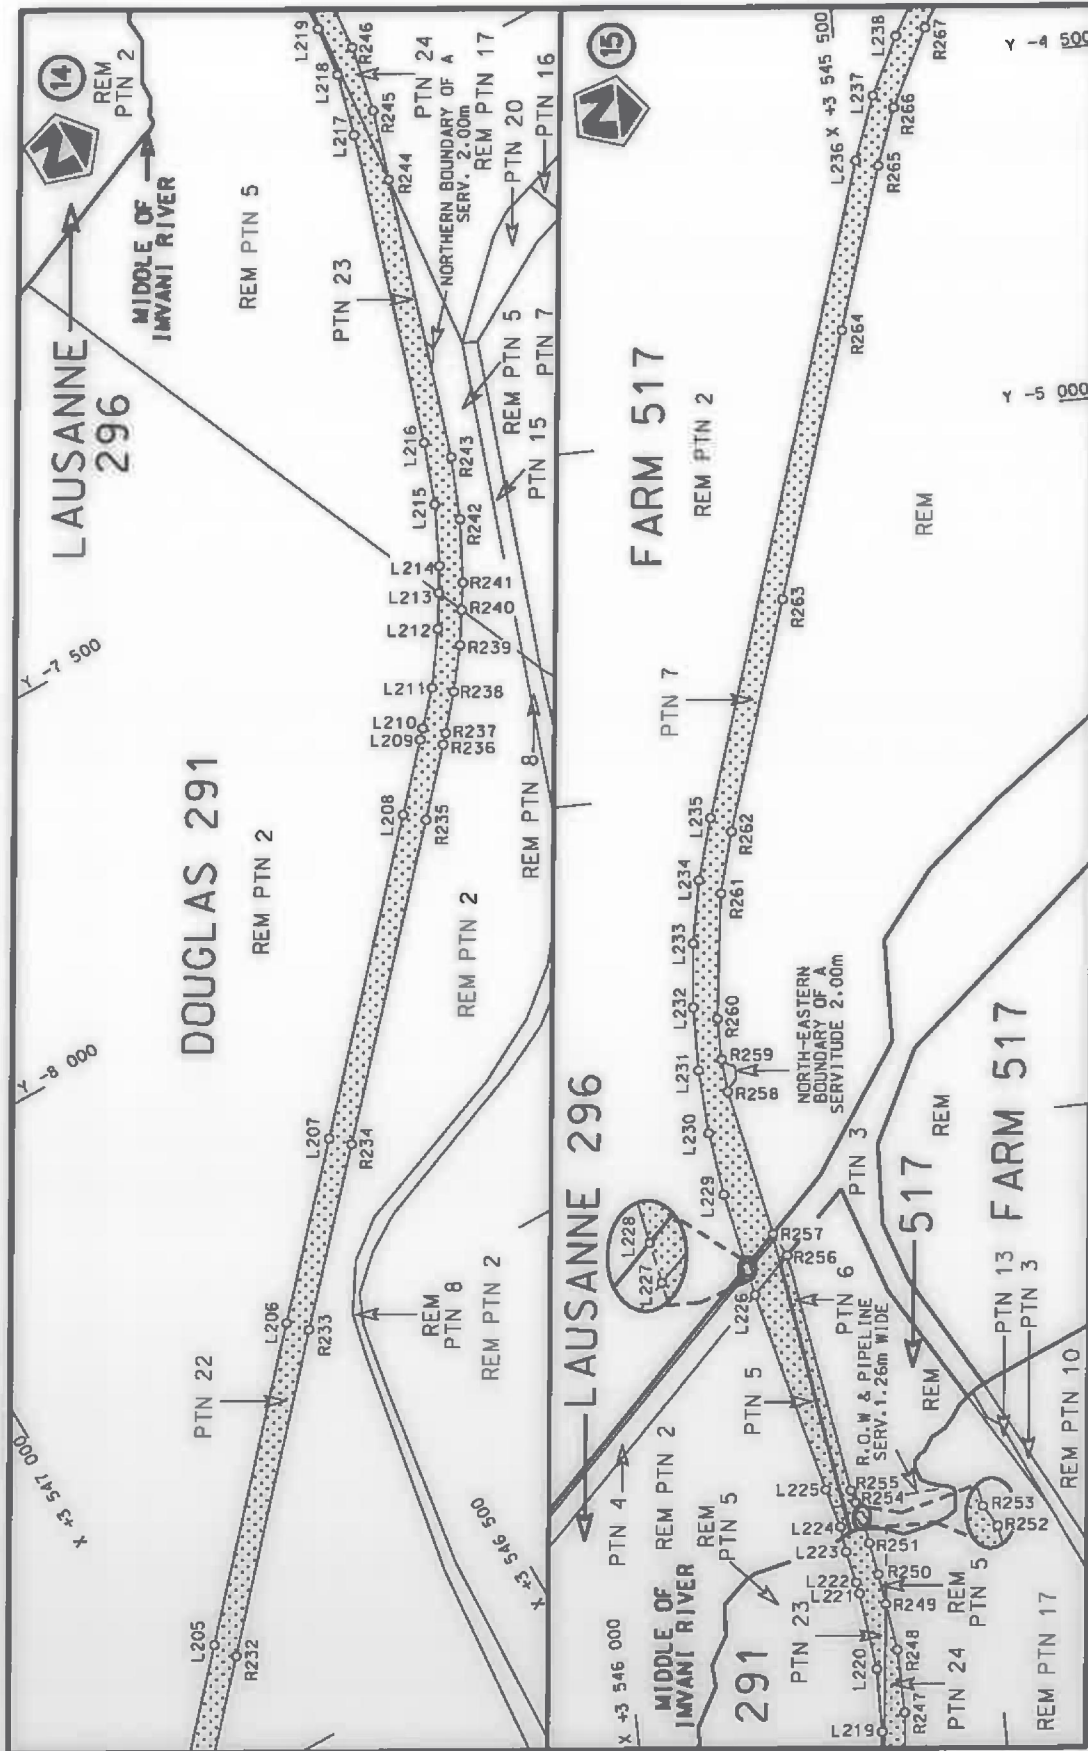 14
N
LAUSANNE
296
REM
PTN 2
MIDDLE OF
IMVANI RIVER
REM PTN 5
PTN 23
L219
L218
L217
L216
L215
L214
L213
L212
L211
L210
L209
L208
L207
L206
L205
R246
R245
R244
R243
R242
R241
R240
R239
R238
R237
R236
R235
R234
R233
R232
PTN 24
NORTHERN BOUNDARY OF A
SERV. 2.00m
REM PTN 17
PTN 20
PTN 16
REM PTN 5
PTN 7
PTN 15
REM PTN 8
DOUGLAS 291
REM PTN 2
REM PTN 2
REM
PTN 8
REM PTN 2
PTN 22
Y -7 500
Y -8 000
X +3 547 000
X +3 546 500
15
N
X +3 545 500
Y -4 500
Y -5 000
FARM 517
REM PTN 2
REM
PTN 7
L238
L237
L236
L235
L234
L233
L232
L231
L230
L229
L228
L227
L226
L225
L224
L223
L222
L221
L220
L219
R267
R266
R265
R264
R263
R262
R261
R260
R259
R258
R257
R256
R255
R254
R253
R252
R251
R250
R249
R248
R247
NORTH-EASTERN
BOUNDARY OF A
SERVITUDE 2.00m
LAUSANNE 296
PTN 3
517
REM
FARM 517
PTN 6
PTN 5
R.O.W & PIPELINE
SERV.1.26m WIDE
REM
PTN 13
PTN 3
REM PTN 10
PTN 4
REM PTN 2
REM
PTN 5
MIDDLE OF
IMVANI RIVER
291
X +3 546 000
PTN 23
REM
PTN 5
PTN 24
REM PTN 17